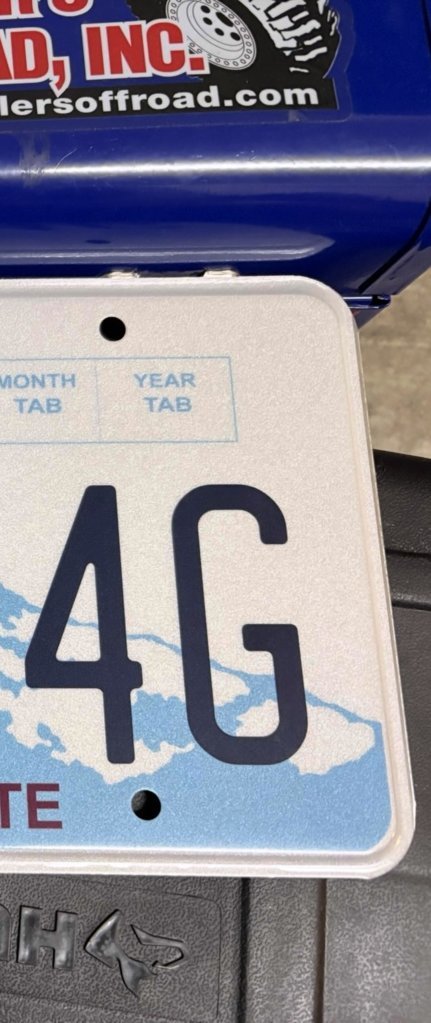 AD, INC.
lersoffroad.com
MONTH YEAR
TAB TAB
4G
TE